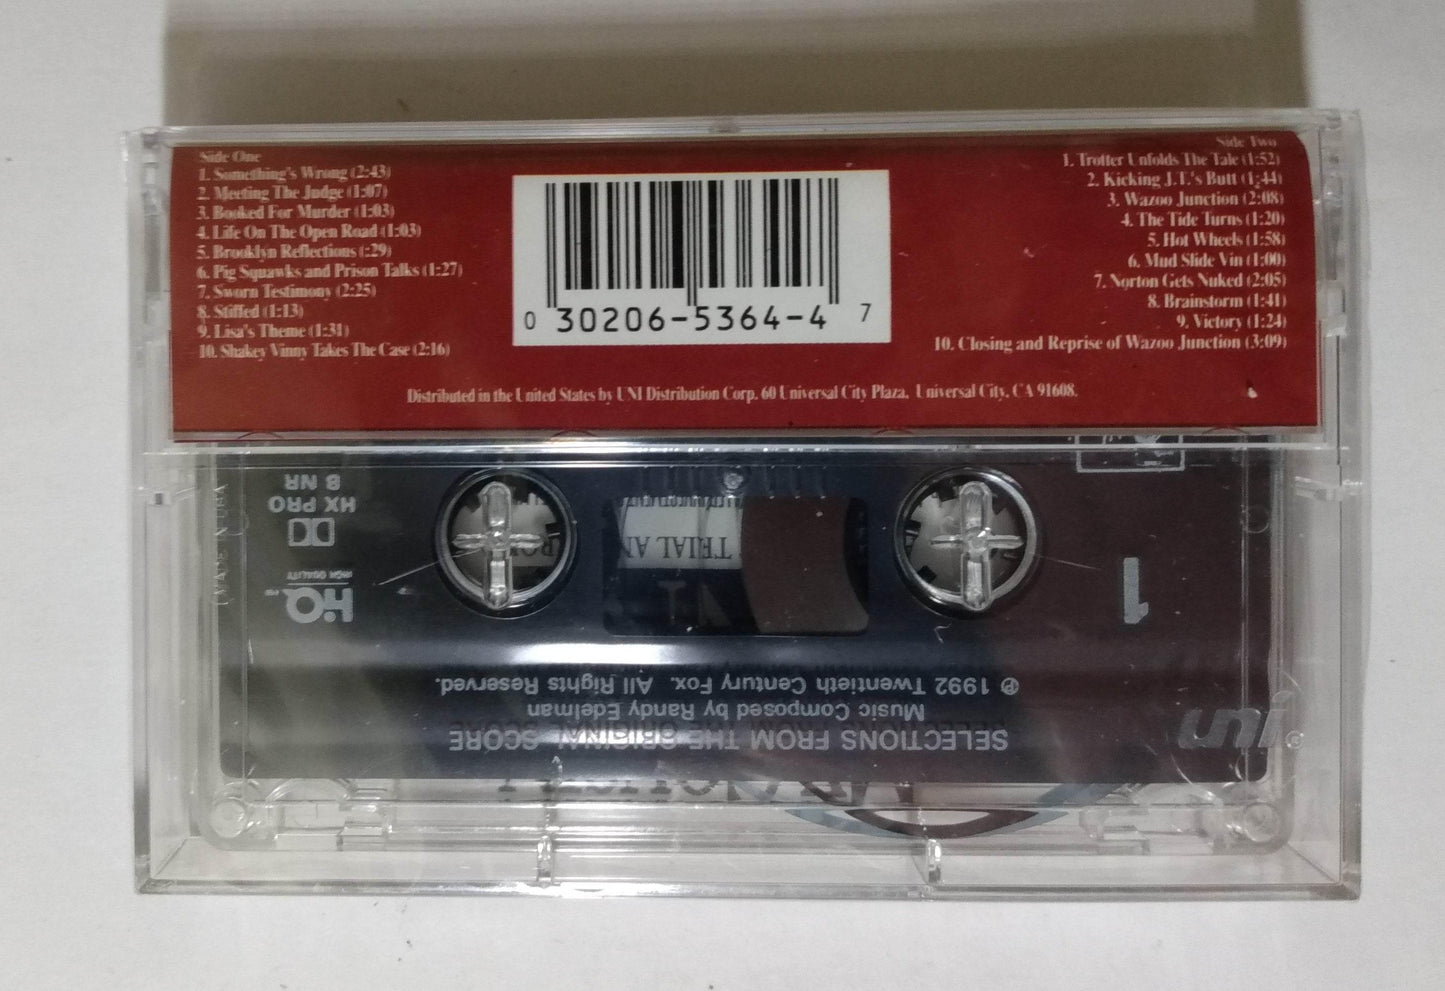 Side One
1. Something's Wrong (2:43)
2. Meeting The Judge (1:07)
3. Booked For Murder (1:03)
4. Life On The Open Road (1:03)
5. Brooklyn Reflections (:29)
6. Pig Squawks and Prison Talks (1:27)
7. Sworn Testimony (2:25)
8. Stiffed (1:13)
9. Lisa's Theme (1:31)
10. Shakey Vinny Takes The Case (2:16)
0 30206-5364-4 7
Side Two
1. Trotter Unfolds The Tale (1:52)
2. Kicking J.T.'s Butt (1:44)
3. Wazoo Junction (2:08)
4. The Tide Turns (1:20)
5. Hot Wheels (1:58)
6. Mud Slide Vin (1:00)
7. Norton Gets Nuked (2:05)
8. Brainstorm (1:41)
9. Victory (1:24)
10. Closing and Reprise of Wazoo Junction (3:09)
Distributed in the United States by UNI Distribution Corp. 60 Universal City Plaza, Universal City, CA 91608.
SELECTIONS FROM THE ORIGINAL SCORE
Music Composed by Randy Edelman
℗ 1992 Twentieth Century Fox. All Rights Reserved.
1
HiQ
HIGH QUALITY
HX PRO
B NR
TRIAL AN
uni